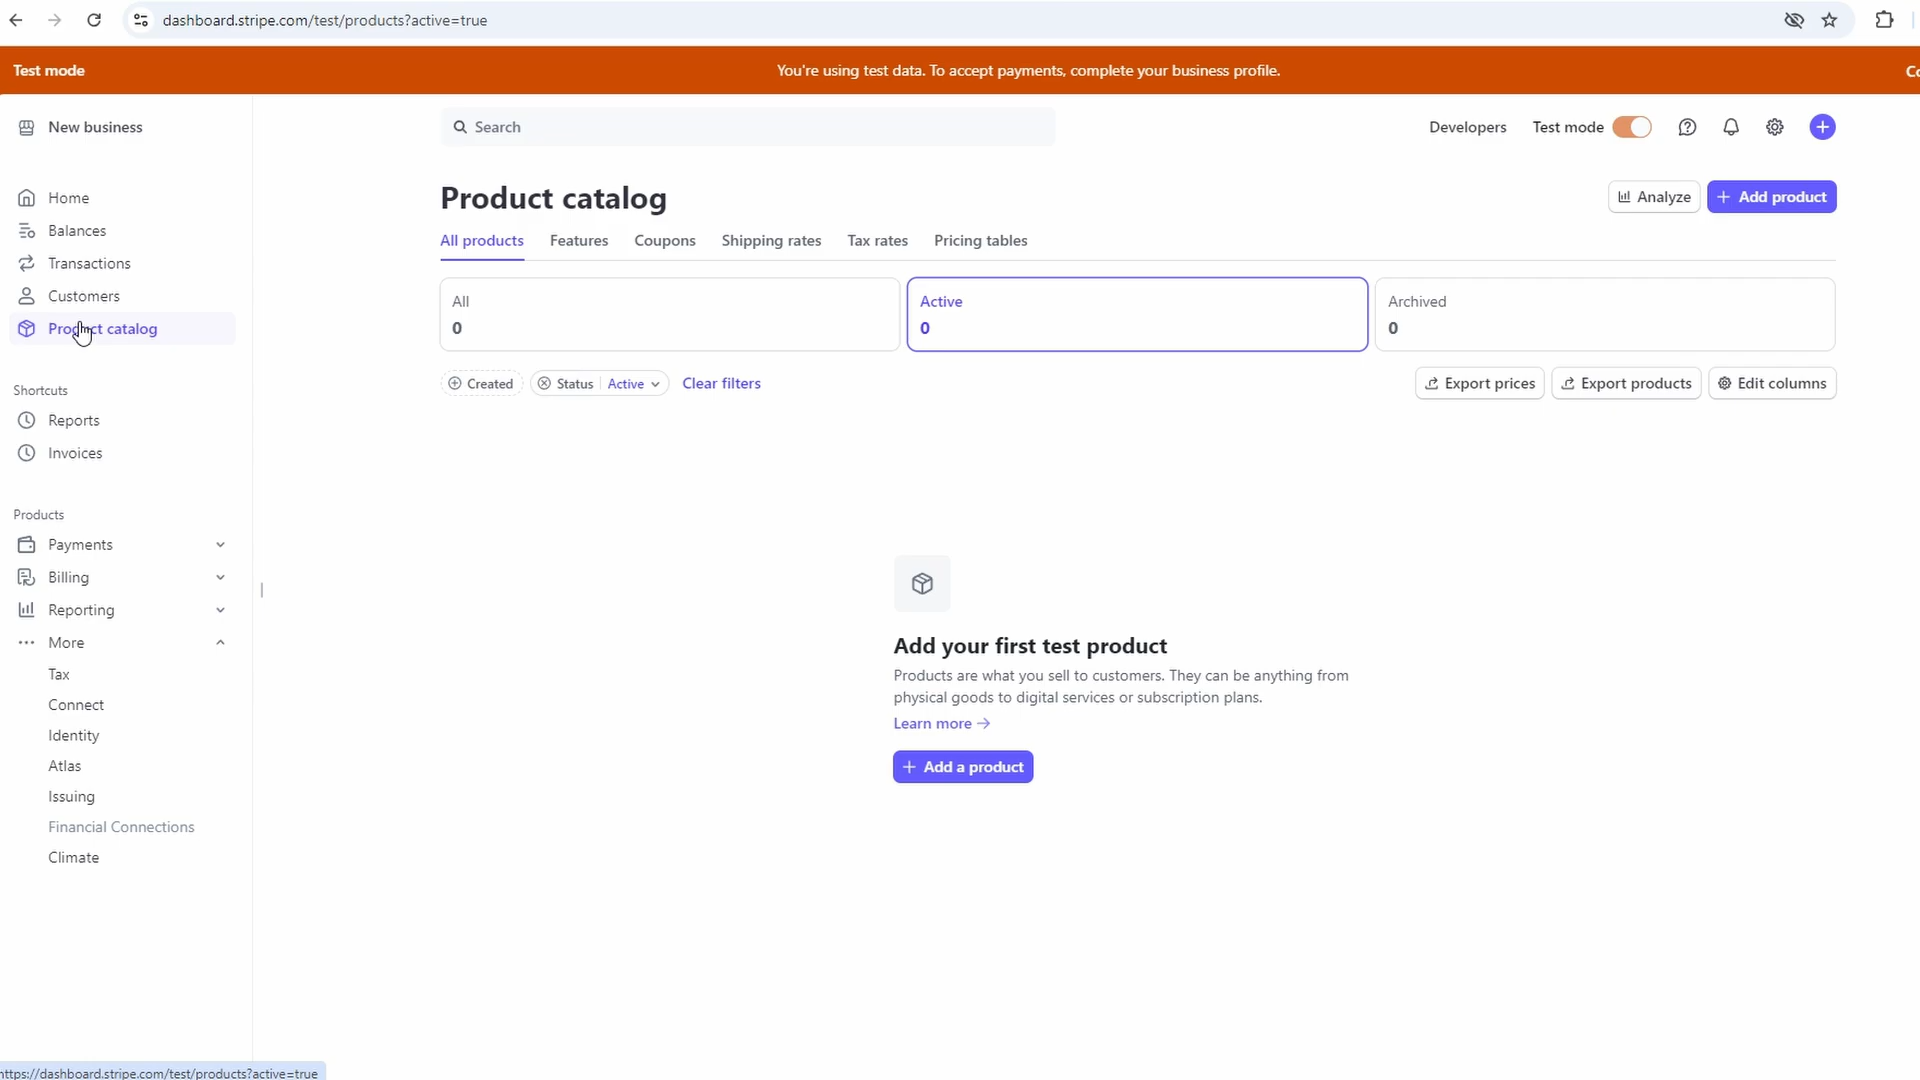 dashboard.stripe.com/test/products?active=true
Test mode
You're using test data. To accept payments, complete your business profile.
New business
Search
Developers
Test mode
Home
Balances
Transactions
Customers
Product catalog
Shortcuts
Reports
Invoices
Products
Payments
Billing
Reporting
More
Tax
Connect
Identity
Atlas
Issuing
Financial Connections
Climate
Product catalog
Analyze
Add product
All products
Features
Coupons
Shipping rates
Tax rates
Pricing tables
All
0
Active
0
Archived
0
Created
Status
Active
Clear filters
Export prices
Export products
Edit columns
Add your first test product
Products are what you sell to customers. They can be anything from
physical goods to digital services or subscription plans.
Learn more
Add a product
https://dashboard.stripe.com/test/products?active=true